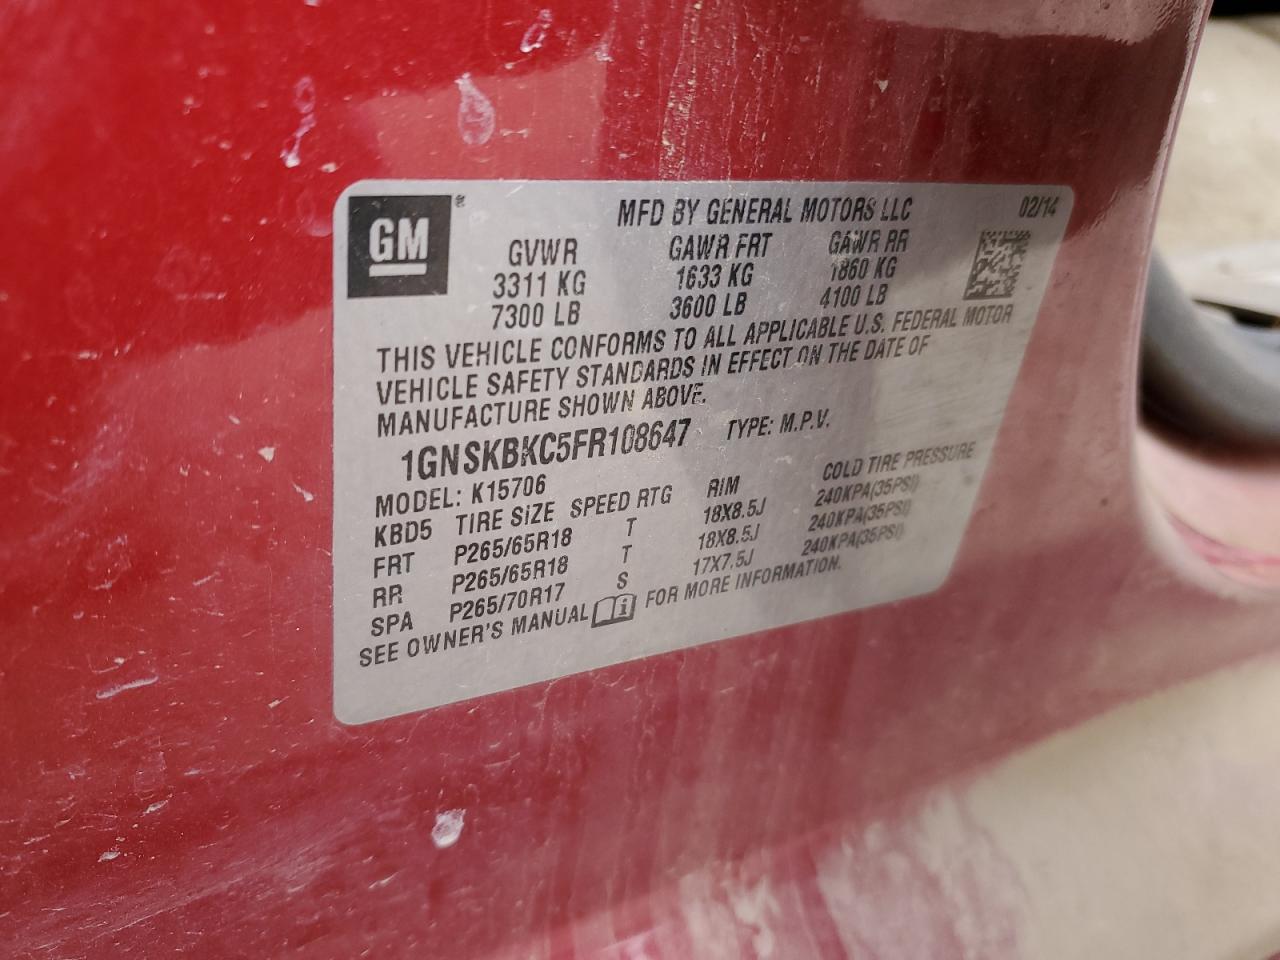 GM®
MFD BY GENERAL MOTORS LLC 02/14
GVWR GAWR FRT GAWR RR
3311 KG 1633 KG 1860 KG
7300 LB 3600 LB 4100 LB
THIS VEHICLE CONFORMS TO ALL APPLICABLE U.S. FEDERAL MOTOR
VEHICLE SAFETY STANDARDS IN EFFECT ON THE DATE OF
MANUFACTURE SHOWN ABOVE.
1GNSKBKC5FR108647 TYPE: M.P.V.
MODEL: K15706
KBD5 TIRE SIZE SPEED RTG RIM COLD TIRE PRESSURE
FRT P265/65R18 T 18X8.5J 240KPA(35PSI)
RR P265/65R18 T 18X8.5J 240KPA(35PSI)
SPA P265/70R17 S 17X7.5J 240KPA(35PSI)
SEE OWNER'S MANUAL FOR MORE INFORMATION.